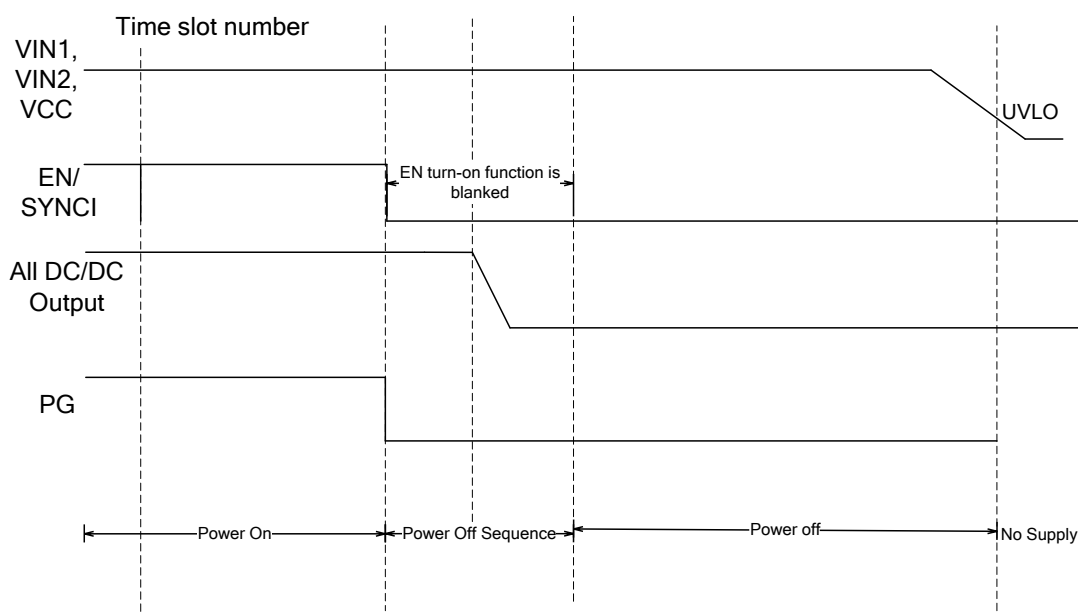 Time slot number
VIN1,
VIN2,
VCC
UVLO
EN/
SYNCI
EN turn-on function is
blanked
All DC/DC
Output
PG
Power On
Power Off Sequence
Power off
No Supply